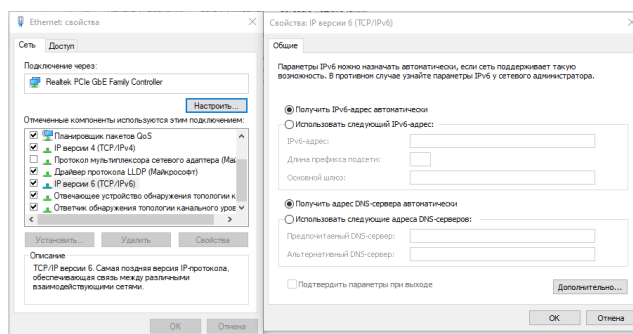 Ethernet: свойства
Сеть
Доступ
Подключение через:
Realtek PCIe GbE Family Controller
Настроить...
Отмеченные компоненты используются этим подключением:
Планировщик пакетов QoS
IP версии 4 (TCP/IPv4)
Протокол мультиплексора сетевого адаптера (Май
Драйвер протокола LLDP (Майкрософт)
IP версии 6 (TCP/IPv6)
Отвечающее устройство обнаружения топологии к
Ответчик обнаружения топологии канального уров
Установить...
Удалить
Свойства
Описание
TCP/IP версии 6. Самая поздняя версия IP-протокола,
обеспечивающая связь между различными
взаимодействующими сетями.
ОК
Отмена
Свойства: IP версии 6 (TCP/IPv6)
Общие
Параметры IPv6 можно назначать автоматически, если сеть поддерживает такую
возможность. В противном случае узнайте параметры IPv6 у сетевого администратора.
Получить IPv6-адрес автоматически
Использовать следующий IPv6-адрес:
IPv6-адрес:
Длина префикса подсети:
Основной шлюз:
Получить адрес DNS-сервера автоматически
Использовать следующие адреса DNS-серверов:
Предпочитаемый DNS-сервер:
Альтернативный DNS-сервер:
Подтвердить параметры при выходе
Дополнительно...
ОК
Отмена